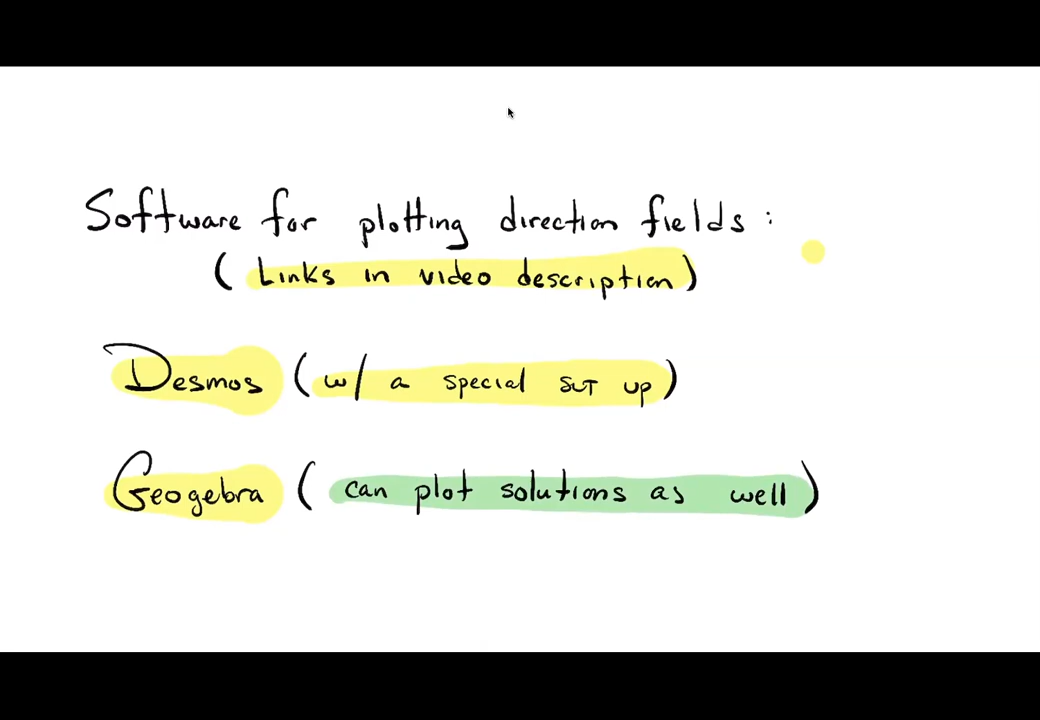 Software for plotting direction fields :
( Links in video description )
Desmos ( w/ a special set up )
Geogebra ( can plot solutions as well )